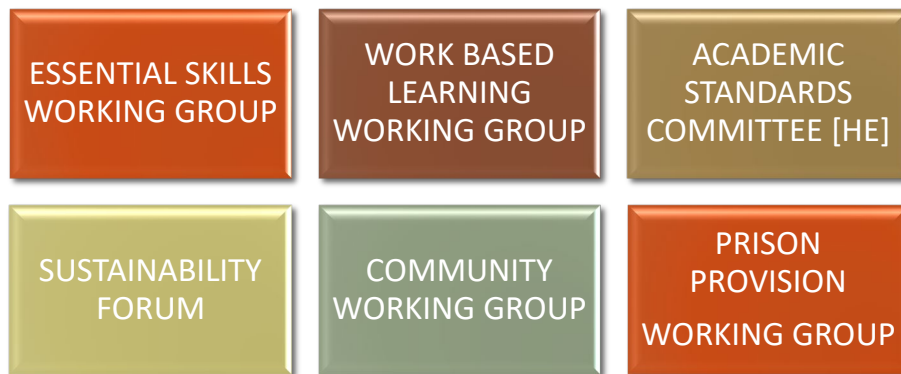 ESSENTIAL SKILLS
WORKING GROUP
WORK BASED
LEARNING
WORKING GROUP
ACADEMIC
STANDARDS
COMMITTEE [HE]
SUSTAINABILITY
FORUM
COMMUNITY
WORKING GROUP
PRISON
PROVISION
WORKING GROUP